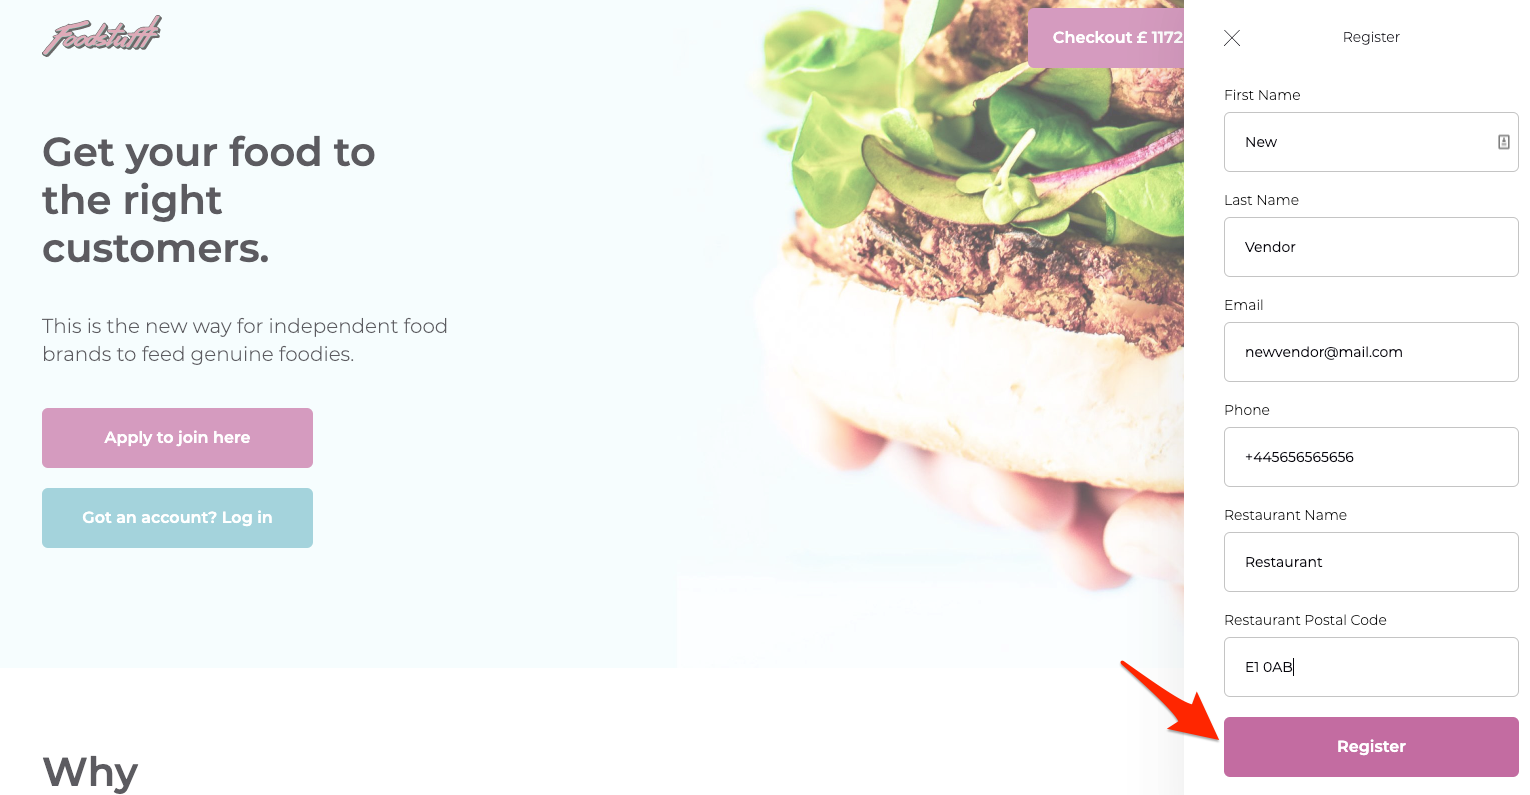 Foodstuff
Checkout £ 1172
Get your food to
the right
customers.
This is the new way for independent food
brands to feed genuine foodies.
Apply to join here
Got an account? Log in
Why
Register
First Name
New
Last Name
Vendor
Email
newvendor@mail.com
Phone
+445656565656
Restaurant Name
Restaurant
Restaurant Postal Code
E1 0AB
Register